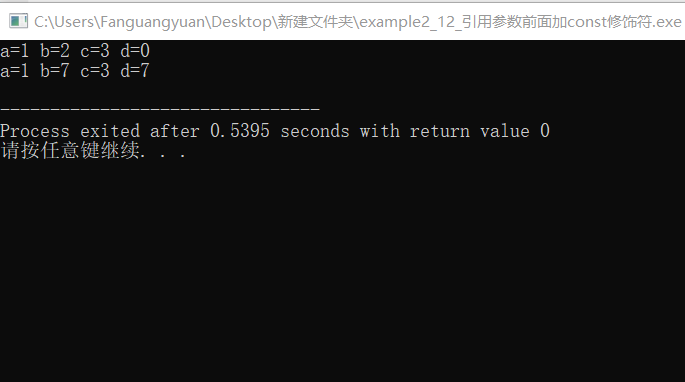 C:\Users\Fanguangyuan\Desktop\新建文件夹\example2_12_引用参数前面加const修饰符.exe
a=1 b=2 c=3 d=0
a=1 b=7 c=3 d=7
--------------------------------
Process exited after 0.5395 seconds with return value 0
请按任意键继续. . .